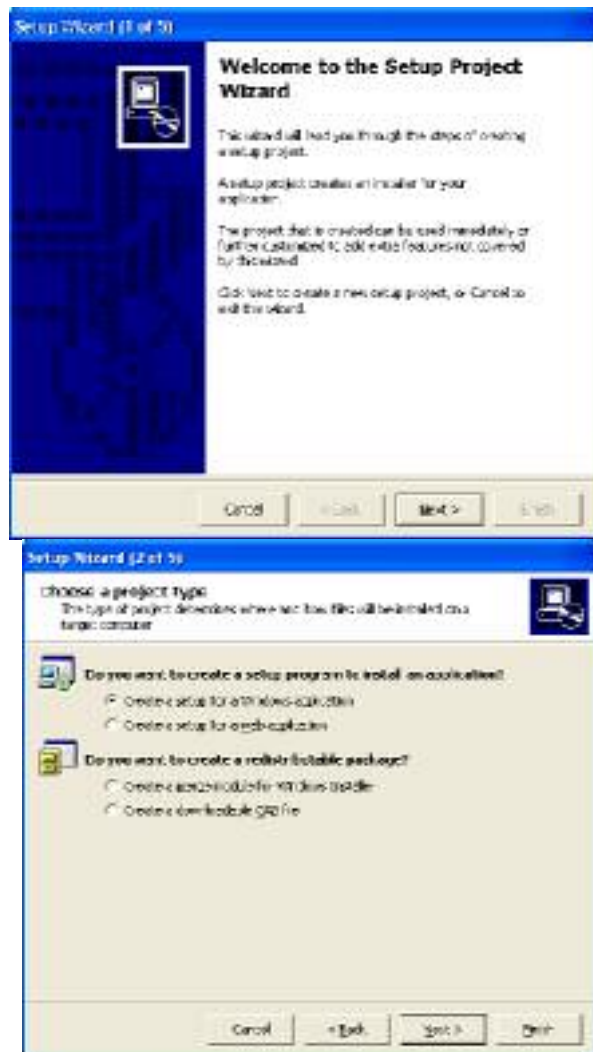 Setup Wizard (1 of 5)
Welcome to the Setup Project
Wizard
This wizard will lead you through the steps of creating
a setup project.
A setup project creates an installer for your
application.
The project that is created can be used immediately or
further customized to add extra features not covered
by this wizard.
Click Next to create a new setup project, or Cancel to
exit the wizard.
Cancel < Back Next > Finish
Setup Wizard (2 of 5)
Choose a project type
The type of project determines where and how files will be installed on a
target computer.
Do you want to create a setup program to install an application?
Create a setup for a Windows application
Create a setup for a web application
Do you want to create a redistributable package?
Create a merge module for Windows Installer
Create a downloadable CAB file
Cancel < Back Next > Finish